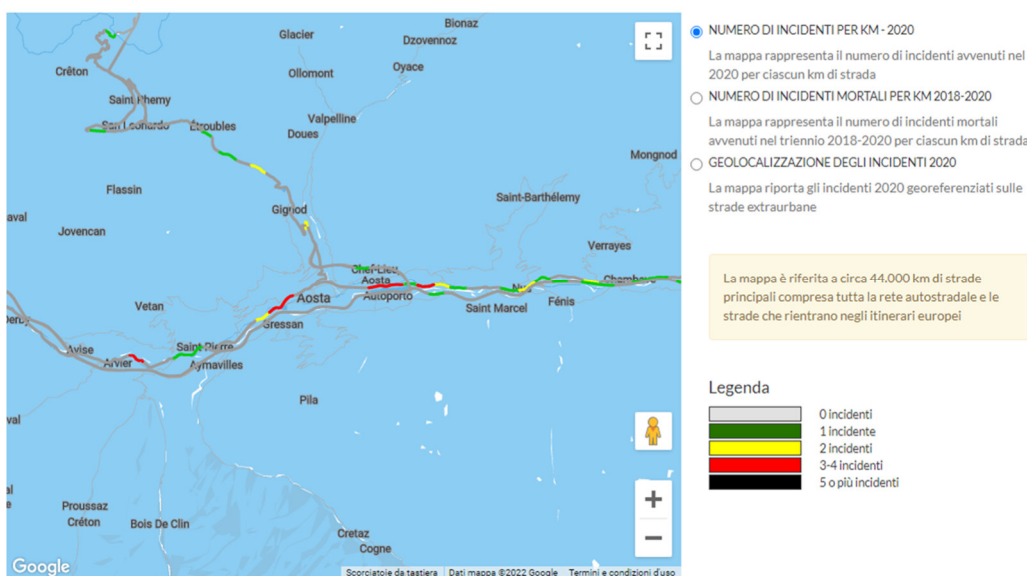 Glacier
Bionaz
Dzovennoz
Crêton
Ollomont
Oyace
Saint Rhemy
San Leonardo
Étroubles
Valpelline
Doues
Mongnod
Flassin
Saint-Barthélemy
Gignod
aval
Jovencan
Verrayes
Chef-Lieu
Aosta
Autoporto
Nus
Chambave
Aosta
Saint Marcel
Fénis
Vetan
Gressan
Derby
Avise
Saint Pierre
Arvier
Aymavilles
Pila
val
al
e
Proussaz
Créton
Bois De Clin
Cretaz
Cogne
Google
Scorciatoie da tastiera
Dati mappa ©2022 Google
Termini e condizioni d'uso
NUMERO DI INCIDENTI PER KM - 2020
La mappa rappresenta il numero di incidenti avvenuti nel
2020 per ciascun km di strada
NUMERO DI INCIDENTI MORTALI PER KM 2018-2020
La mappa rappresenta il numero di incidenti mortali
avvenuti nel triennio 2018-2020 per ciascun km di strada
GEOLOCALIZZAZIONE DEGLI INCIDENTI 2020
La mappa riporta gli incidenti 2020 georeferenziati sulle
strade extraurbane
La mappa è riferita a circa 44.000 km di strade
principali compresa tutta la rete autostradale e le
strade che rientrano negli itinerari europei
Legenda
0 incidenti
1 incidente
2 incidenti
3-4 incidenti
5 o più incidenti